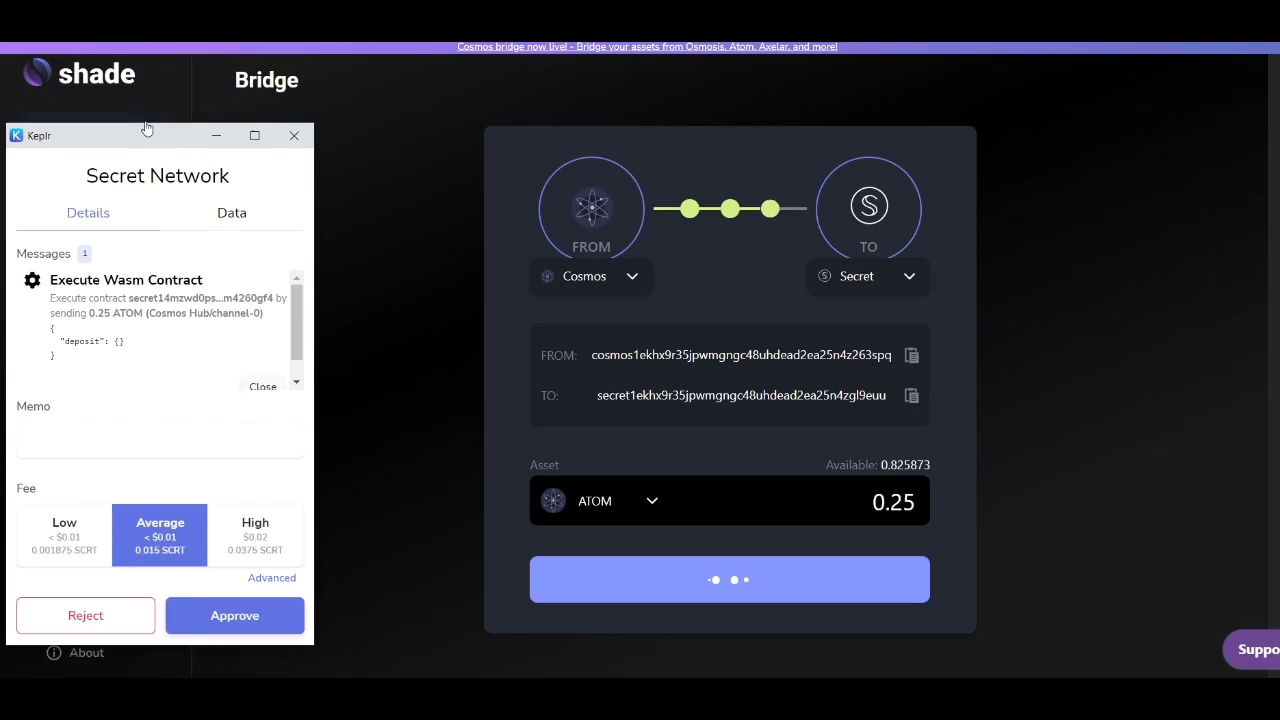 Cosmos bridge now live! - Bridge your assets from Osmosis, Atom, Axelar, and more!
shade
Bridge
Keplr
Secret Network
Details
Data
Messages 1
Execute Wasm Contract
Execute contract secret14mzwd0ps...m4260gf4 by
sending 0.25 ATOM (Cosmos Hub/channel-0)
{
"deposit": {}
}
Close
Memo
Fee
Low
< $0.01
0.001875 SCRT
Average
< $0.01
0.015 SCRT
High
$0.02
0.0375 SCRT
Advanced
Reject
Approve
About
FROM
TO
Cosmos
Secret
FROM: cosmos1ekhx9r35jpwmgngc48uhdead2ea25n4z263spq
TO: secret1ekhx9r35jpwmgngc48uhdead2ea25n4zgl9euu
Asset
Available: 0.825873
ATOM
0.25
Suppo